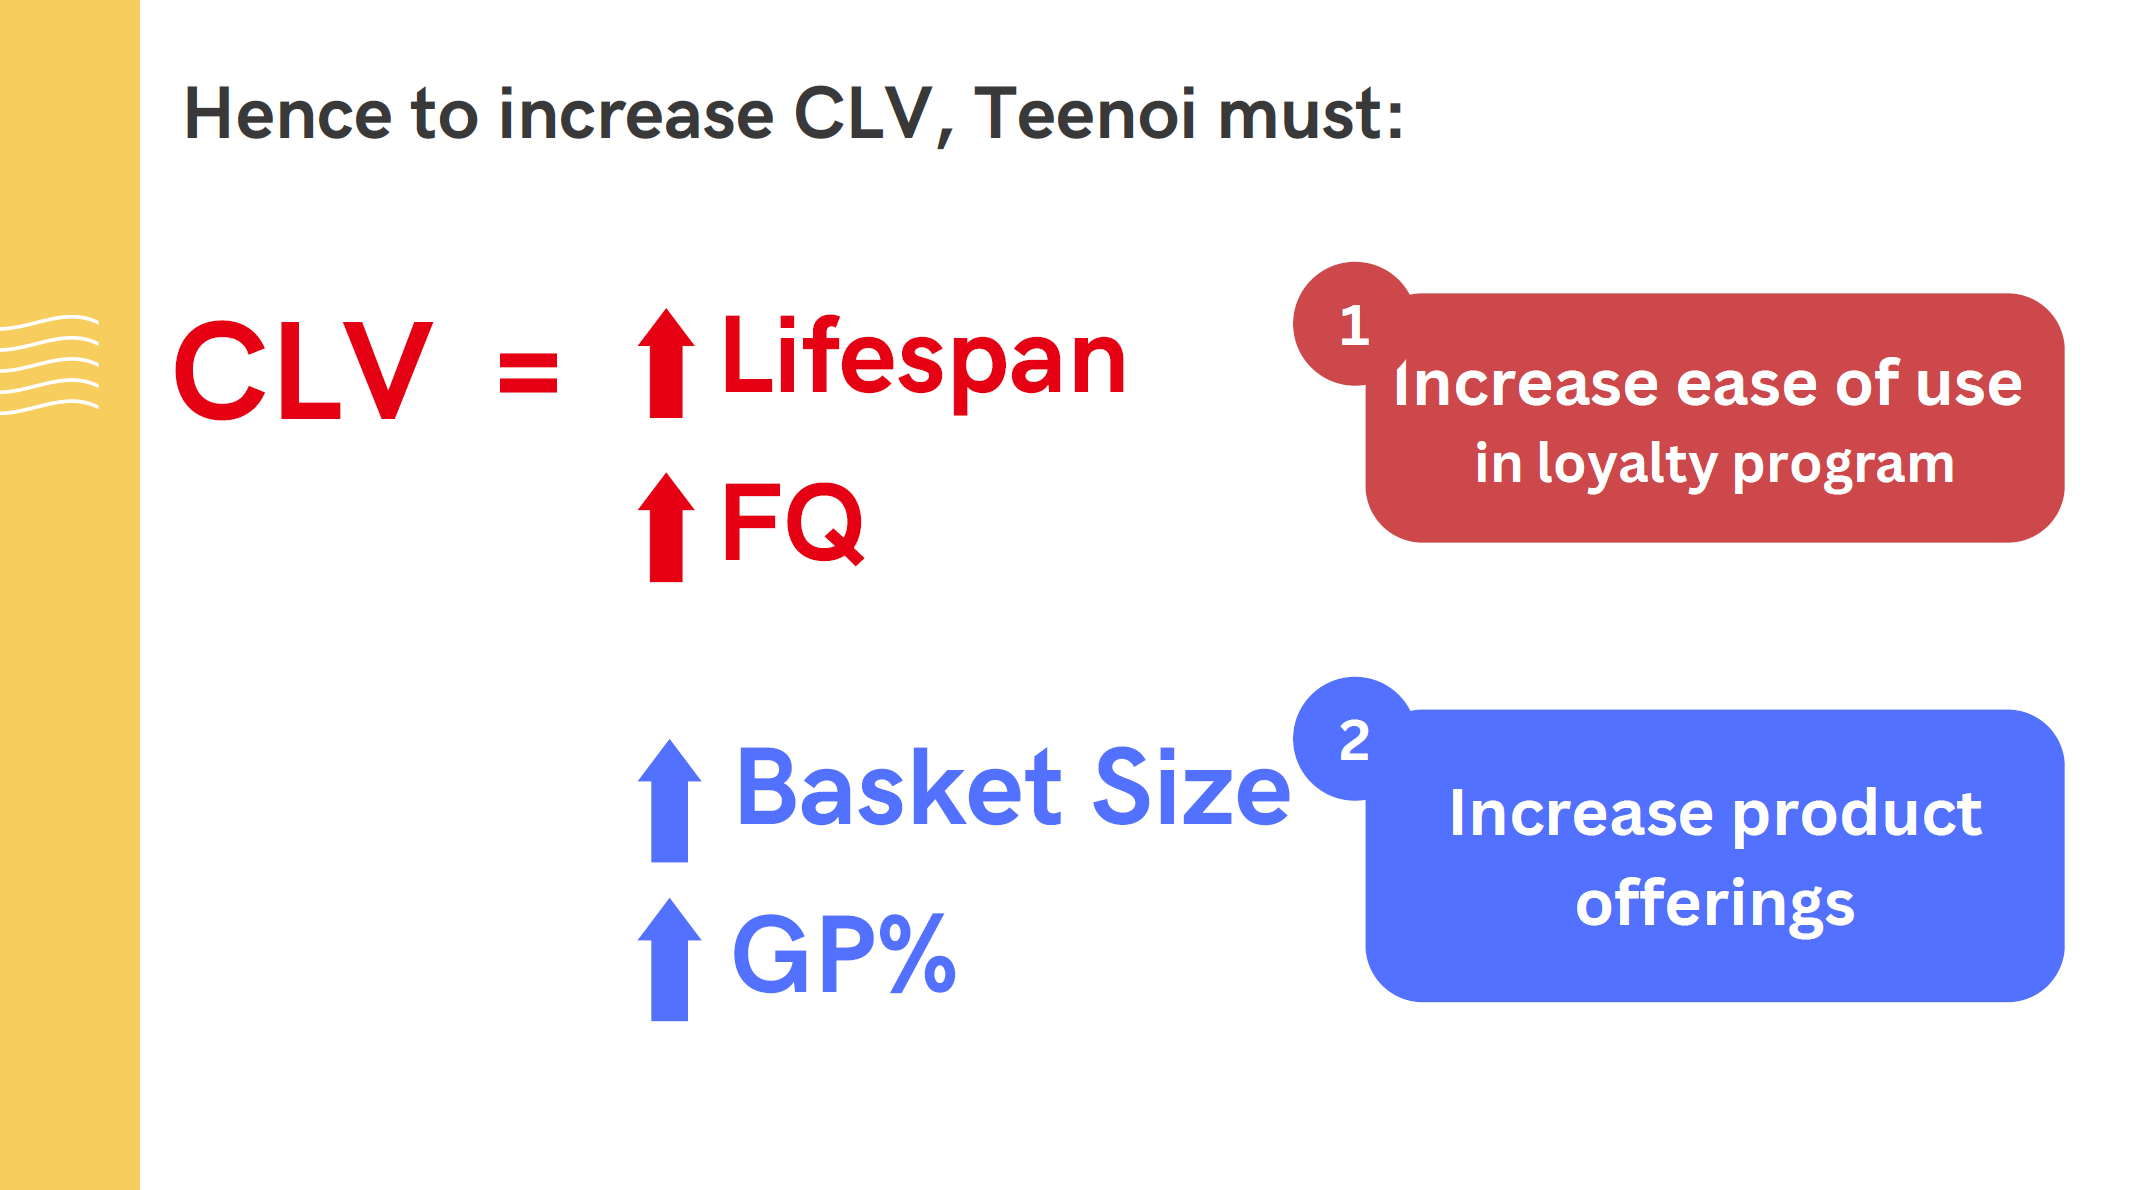 Hence to increase CLV, Teenoi must:
CLV = Lifespan
FQ
1
Increase ease of use
in loyalty program
Basket Size
GP%
2
Increase product
offerings